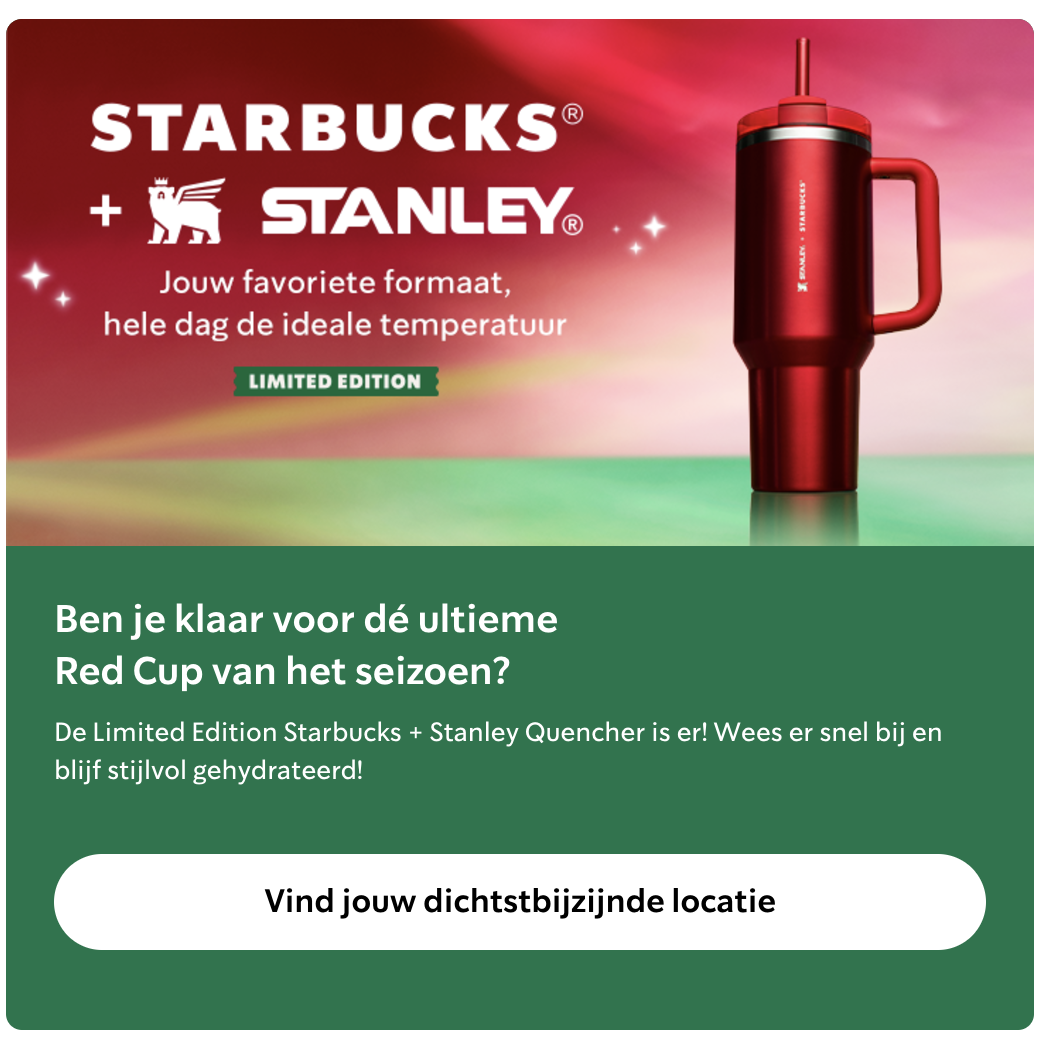 STARBUCKS®
+ STANLEY®
Jouw favoriete formaat,
hele dag de ideale temperatuur
LIMITED EDITION
STANLEY + STARBUCKS
Ben je klaar voor dé ultieme
Red Cup van het seizoen?
De Limited Edition Starbucks + Stanley Quencher is er! Wees er snel bij en
blijf stijlvol gehydrateerd!
Vind jouw dichtstbijzijnde locatie